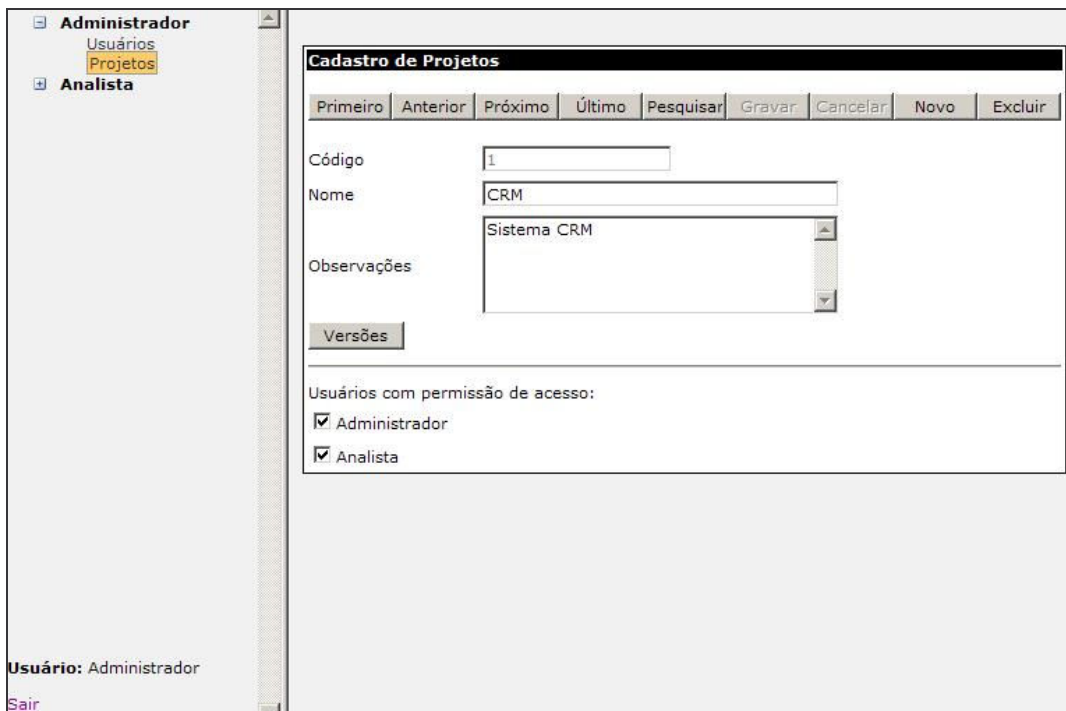 Administrador
Usuários
Projetos
Analista
Usuário: Administrador
Sair
Cadastro de Projetos
Primeiro Anterior Próximo Último Pesquisar Gravar Cancelar Novo Excluir
Código 1
Nome CRM
Observações Sistema CRM
Versões
Usuários com permissão de acesso:
Administrador
Analista